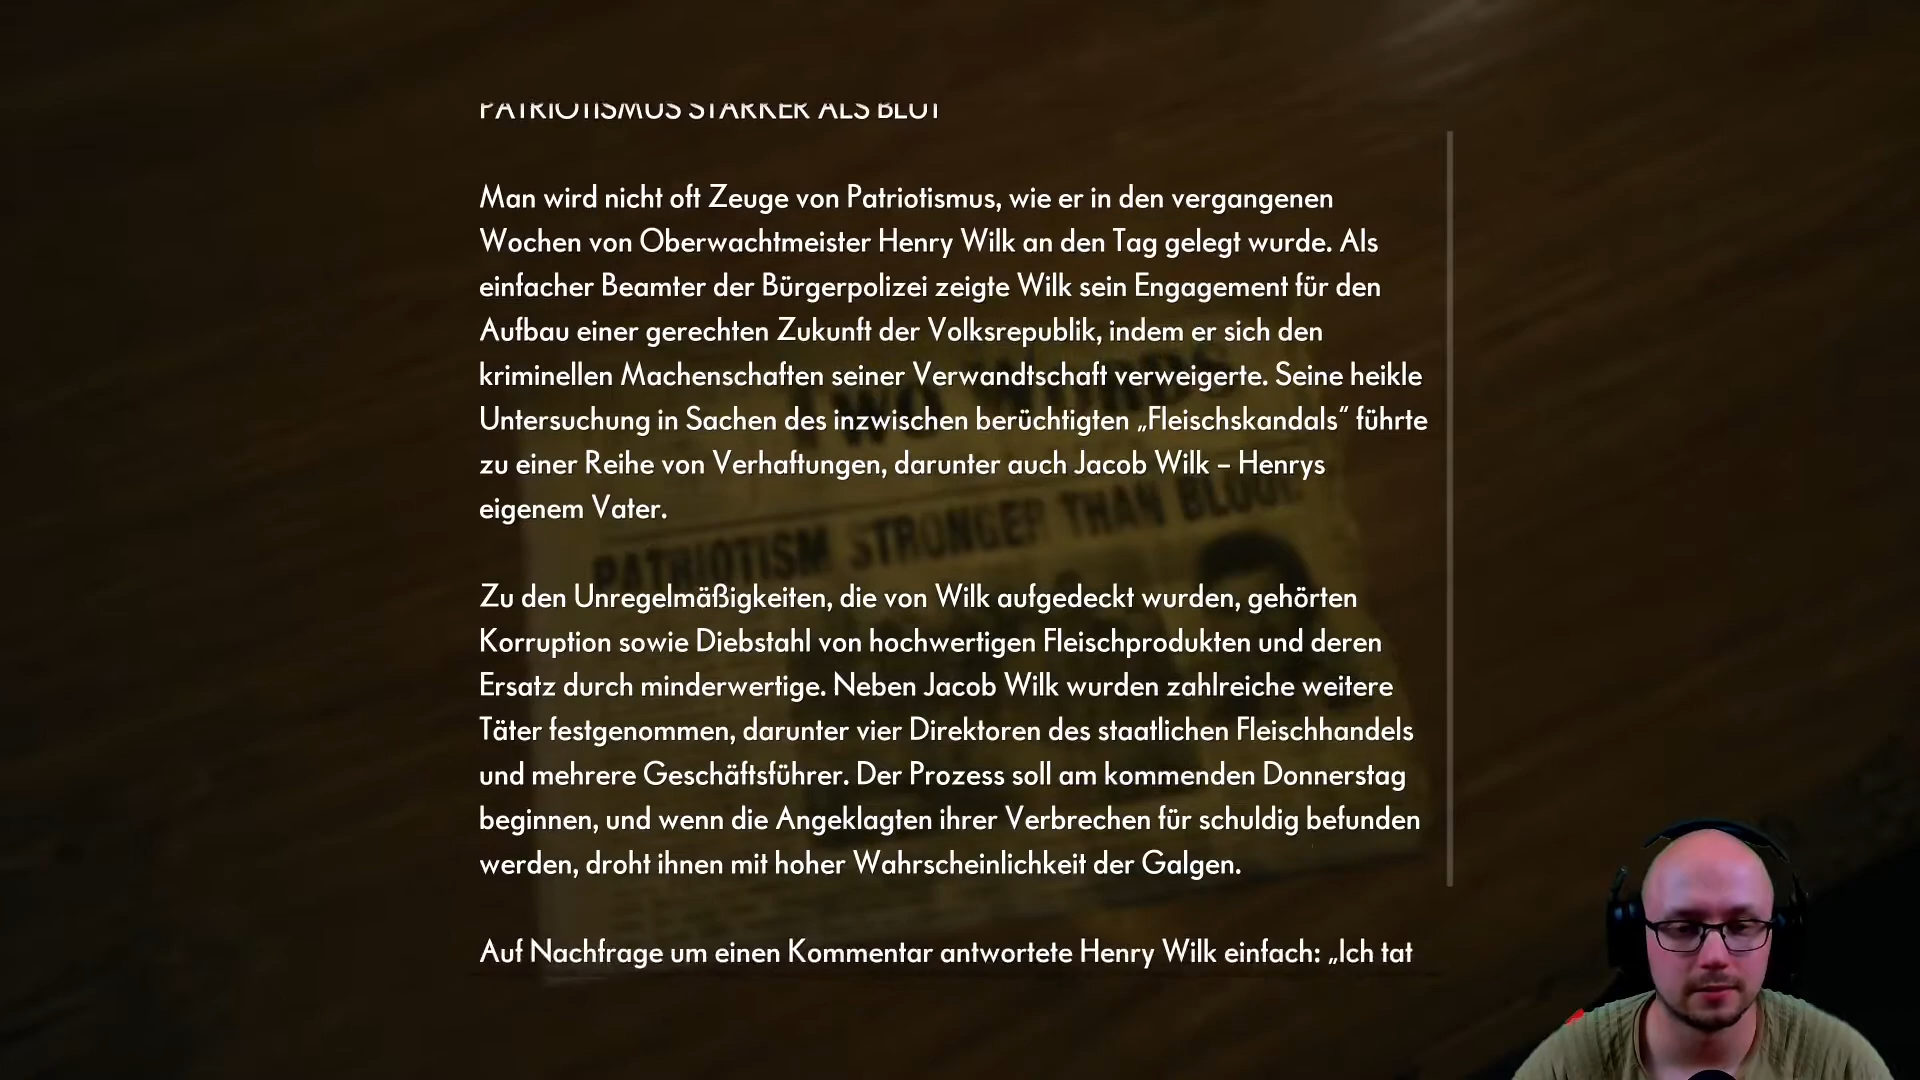 PATRIOTISMUS STÄRKER ALS BLUT
Man wird nicht oft Zeuge von Patriotismus, wie er in den vergangenen
Wochen von Oberwachtmeister Henry Wilk an den Tag gelegt wurde. Als
einfacher Beamter der Bürgerpolizei zeigte Wilk sein Engagement für den
Aufbau einer gerechten Zukunft der Volksrepublik, indem er sich den
kriminellen Machenschaften seiner Verwandtschaft verweigerte. Seine heikle
Untersuchung in Sachen des inzwischen berüchtigten „Fleischskandals“ führte
zu einer Reihe von Verhaftungen, darunter auch Jacob Wilk – Henrys
eigenem Vater.
PATRIOTISM STRONGER THAN BLOOD
Zu den Unregelmäßigkeiten, die von Wilk aufgedeckt wurden, gehörten
Korruption sowie Diebstahl von hochwertigen Fleischprodukten und deren
Ersatz durch minderwertige. Neben Jacob Wilk wurden zahlreiche weitere
Täter festgenommen, darunter vier Direktoren des staatlichen Fleischhandels
und mehrere Geschäftsführer. Der Prozess soll am kommenden Donnerstag
beginnen, und wenn die Angeklagten ihrer Verbrechen für schuldig befunden
werden, droht ihnen mit hoher Wahrscheinlichkeit der Galgen.
Auf Nachfrage um einen Kommentar antwortete Henry Wilk einfach: „Ich tat